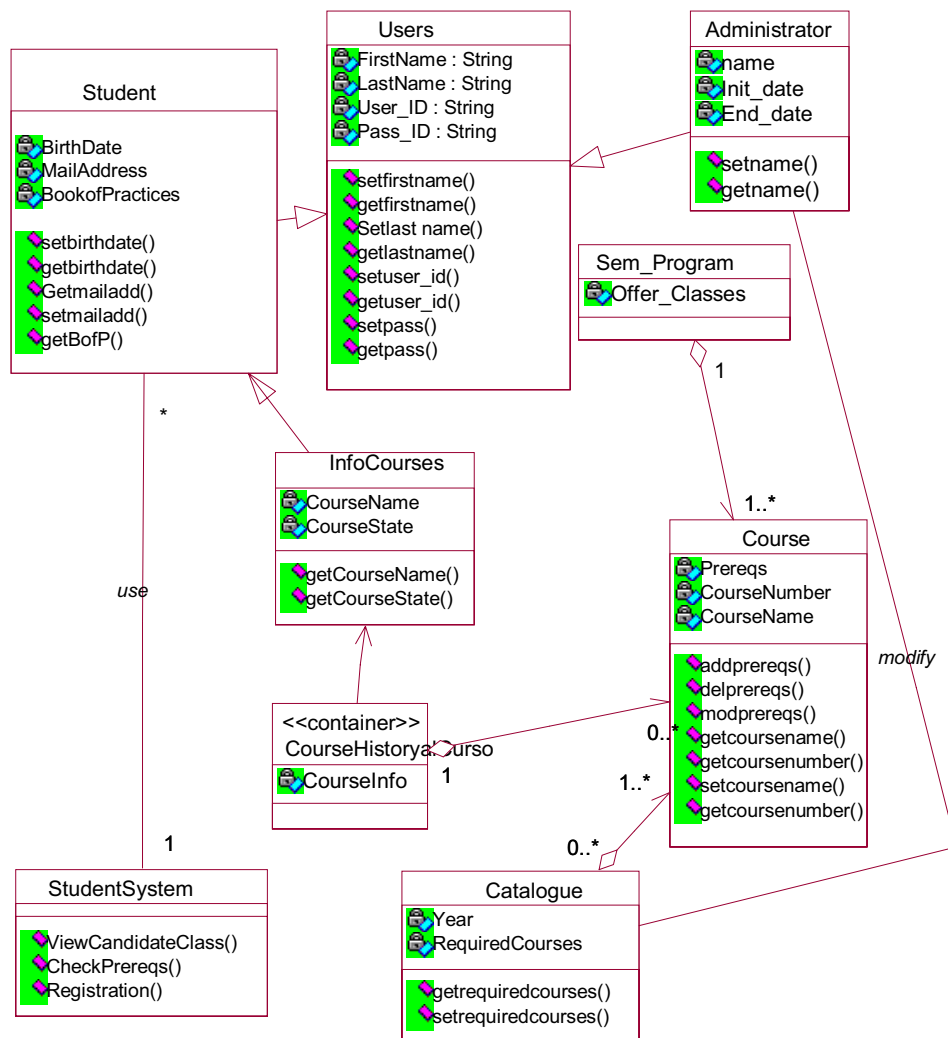 Student
BirthDate
MailAddress
BookofPractices
setbirthdate()
getbirthdate()
Getmailadd()
setmailadd()
getBofP()
Users
FirstName : String
LastName : String
User_ID : String
Pass_ID : String
setfirstname()
getfirstname()
Setlast name()
getlastname()
setuser_id()
getuser_id()
setpass()
getpass()
Administrator
name
Init_date
End_date
setname()
getname()
Sem_Program
Offer_Classes
1
1..*
*
use
1
InfoCourses
CourseName
CourseState
getCourseName()
getCourseState()
Course
Prereqs
CourseNumber
CourseName
addprereqs()
delprereqs()
modprereqs()
getcoursename()
getcoursenumber()
setcoursename()
getcoursenumber()
modify
<<container>>
CourseHistoryalCurso
CourseInfo
1
0..*
1..*
0..*
StudentSystem
ViewCandidateClass()
CheckPrereqs()
Registration()
Catalogue
Year
RequiredCourses
getrequiredcourses()
setrequiredcourses()